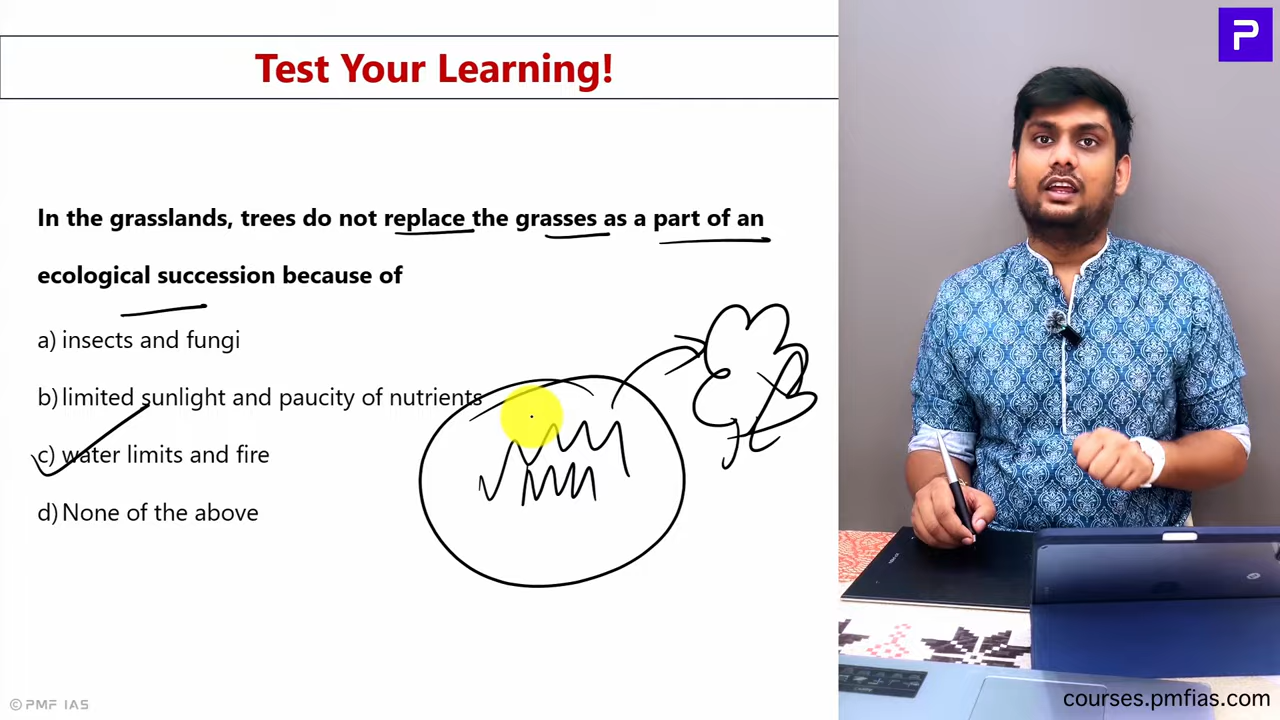 Test Your Learning!
In the grasslands, trees do not replace the grasses as a part of an
ecological succession because of
a) insects and fungi
b) limited sunlight and paucity of nutrients
c) water limits and fire
d) None of the above
© PMF IAS
P
courses.pmfias.com